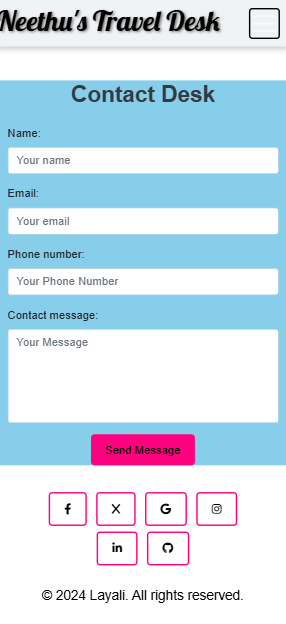 Neethu's Travel Desk
Contact Desk
Name:
Your name
Email:
Your email
Phone number:
Your Phone Number
Contact message:
Your Message
Send Message
© 2024 Layali. All rights reserved.